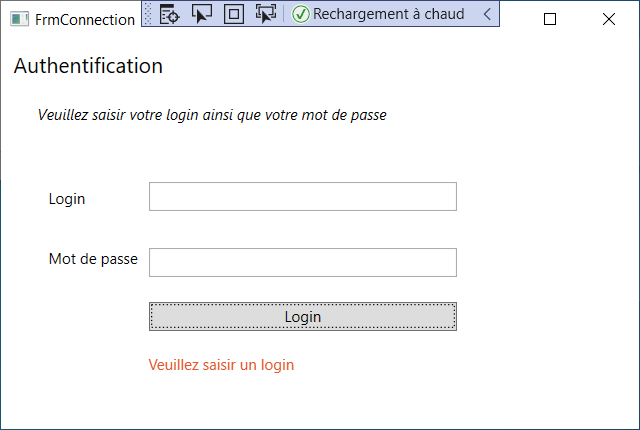 FrmConnection
Rechargement à chaud
Authentification
Veuillez saisir votre login ainsi que votre mot de passe
Login
Mot de passe
Login
Veuillez saisir un login